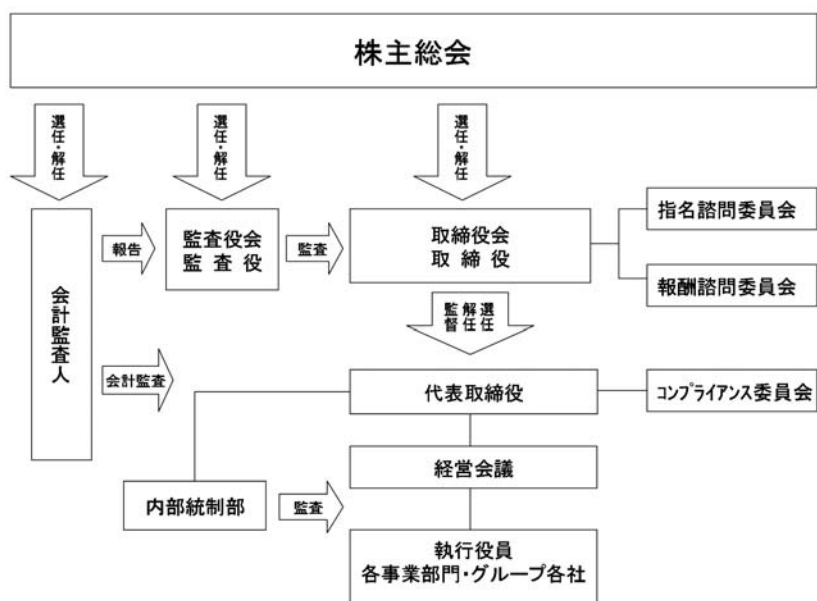 株主総会
選任・解任
選任・解任
選任・解任
会計監査人
報告
監査役会
監査役
監査
取締役会
取締役
指名諮問委員会
報酬諮問委員会
選任
解任
監督
会計監査
代表取締役
コンプライアンス委員会
経営会議
内部統制部
監査
執行役員
各事業部門・グループ各社